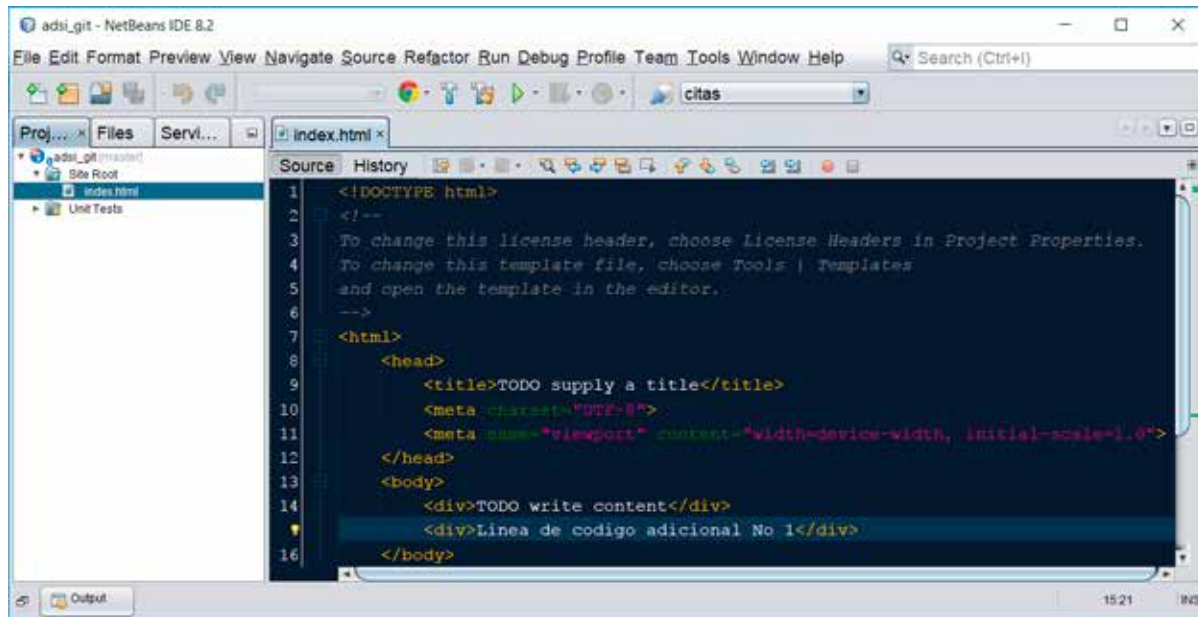 adsi_git - NetBeans IDE 8.2
File Edit Format Preview View Navigate Source Refactor Run Debug Profile Team Tools Window Help
Search (Ctrl+I)
citas
Proj... × Files Servi...
index.html ×
adsi_git [master]
Site Root
index.html
Unit Tests
Source History
1 <!DOCTYPE html>
2 <!--
3 To change this license header, choose License Headers in Project Properties.
4 To change this template file, choose Tools | Templates
5 and open the template in the editor.
6 -->
7 <html>
8 <head>
9 <title>TODO supply a title</title>
10 <meta charset="UTF-8">
11 <meta name="viewport" content="width=device-width, initial-scale=1.0">
12 </head>
13 <body>
14 <div>TODO write content</div>
<div>Linea de codigo adicional No 1</div>
16 </body>
Output
15:21 INS